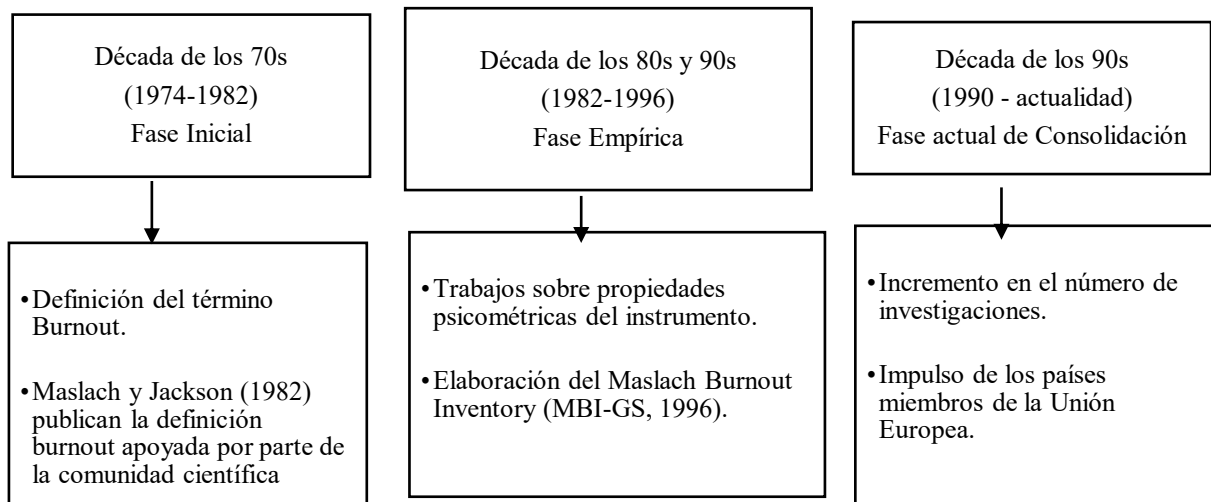 Década de los 70s
(1974-1982)
Fase Inicial
•Definición del término
Burnout.
•Maslach y Jackson (1982)
publican la definición
burnout apoyada por parte de
la comunidad científica
Década de los 80s y 90s
(1982-1996)
Fase Empírica
•Trabajos sobre propiedades
psicométricas del instrumento.
•Elaboración del Maslach Burnout
Inventory (MBI-GS, 1996).
Década de los 90s
(1990 - actualidad)
Fase actual de Consolidación
•Incremento en el número de
investigaciones.
•Impulso de los países
miembros de la Unión
Europea.